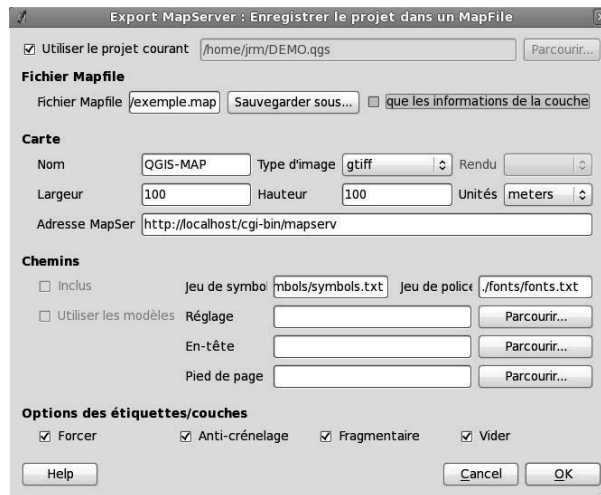 Export MapServer : Enregistrer le projet dans un MapFile
Utiliser le projet courant /home/jrm/DEMO.qgs Parcourir...
Fichier Mapfile
Fichier Mapfile /exemple.map Sauvegarder sous... que les informations de la couche
Carte
Nom QGIS-MAP Type d'image gtiff Rendu
Largeur 100 Hauteur 100 Unités meters
Adresse MapSer http://localhost/cgi-bin/mapserv
Chemins
Inclus Jeu de symbol mbols/symbols.txt Jeu de police ./fonts/fonts.txt
Utiliser les modèles Réglage Parcourir...
En-tête Parcourir...
Pied de page Parcourir...
Options des étiquettes/couches
Forcer Anti-crénelage Fragmentaire Vider
Help Cancel OK